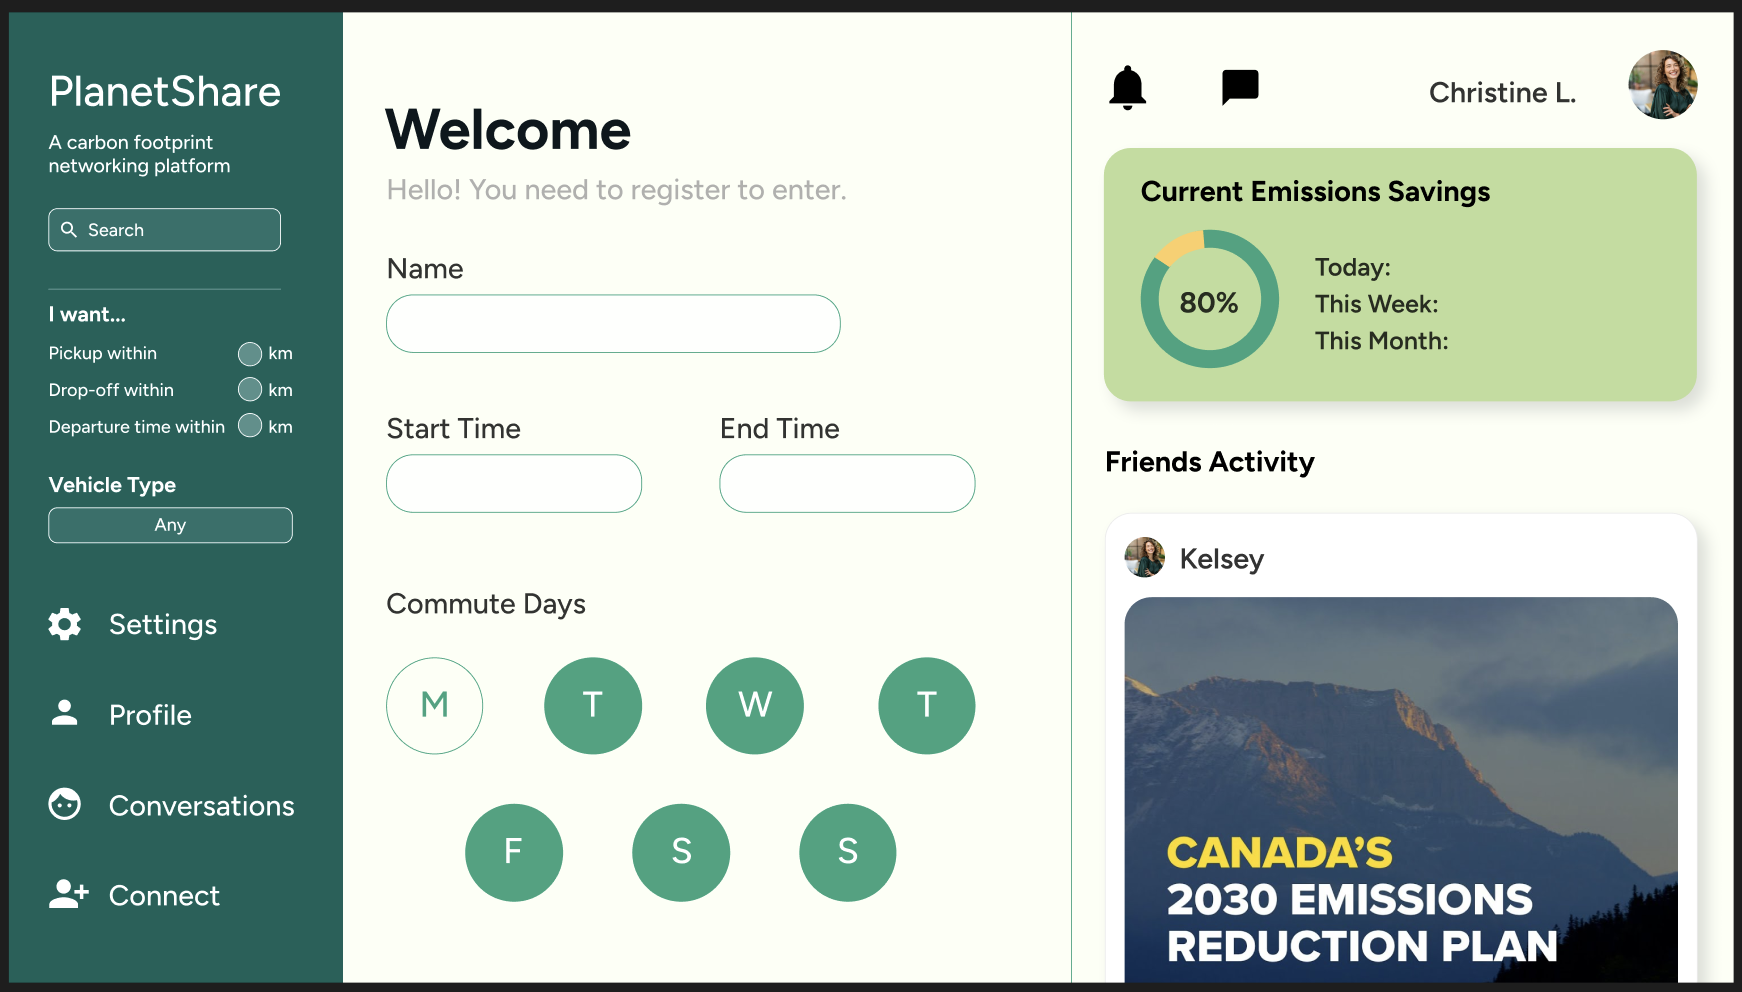 PlanetShare
A carbon footprint
networking platform
Search
I want...
Pickup within km
Drop-off within km
Departure time within km
Vehicle Type
Any
Settings
Profile
Conversations
Connect
Welcome
Hello! You need to register to enter.
Name
Start Time End Time
Commute Days
M T W T
F S S
Christine L.
Current Emissions Savings
80%
Today:
This Week:
This Month:
Friends Activity
Kelsey
CANADA'S
2030 EMISSIONS
REDUCTION PLAN